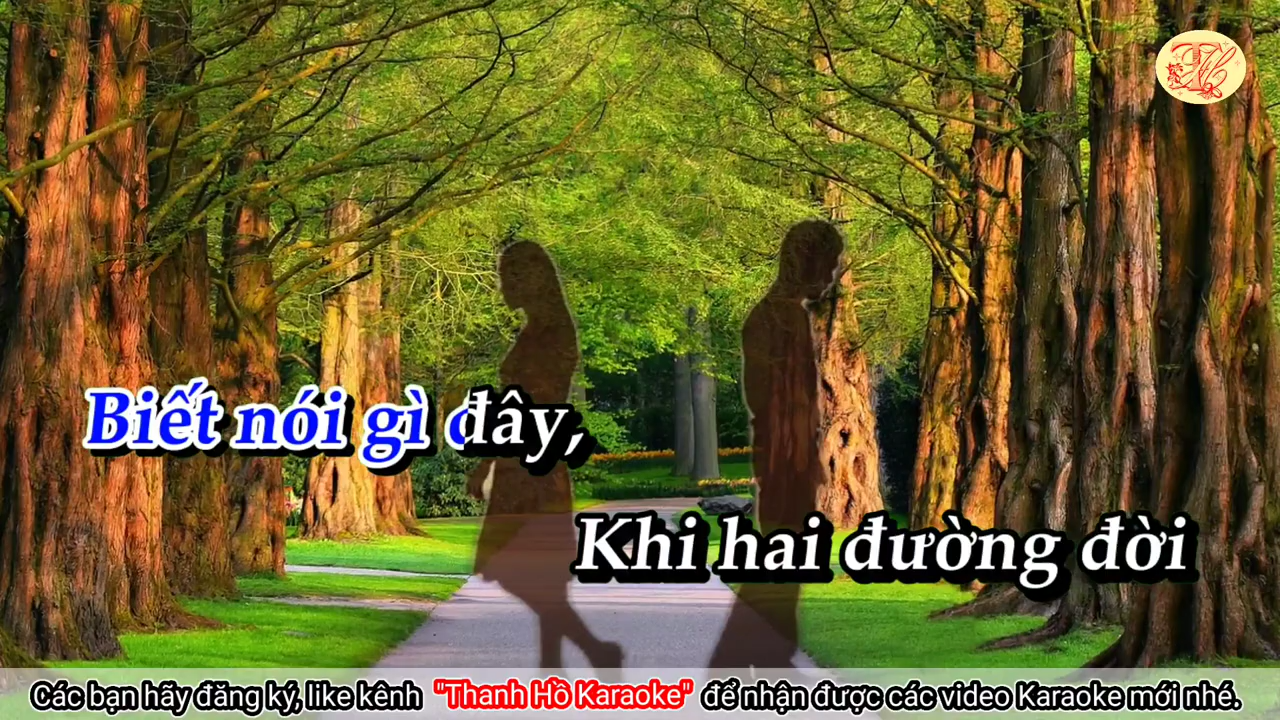 Biết nói gì đây,
Khi hai đường đời
Các bạn hãy đăng ký, like kênh "Thanh Hồ Karaoke" để nhận được các video Karaoke mới nhé.